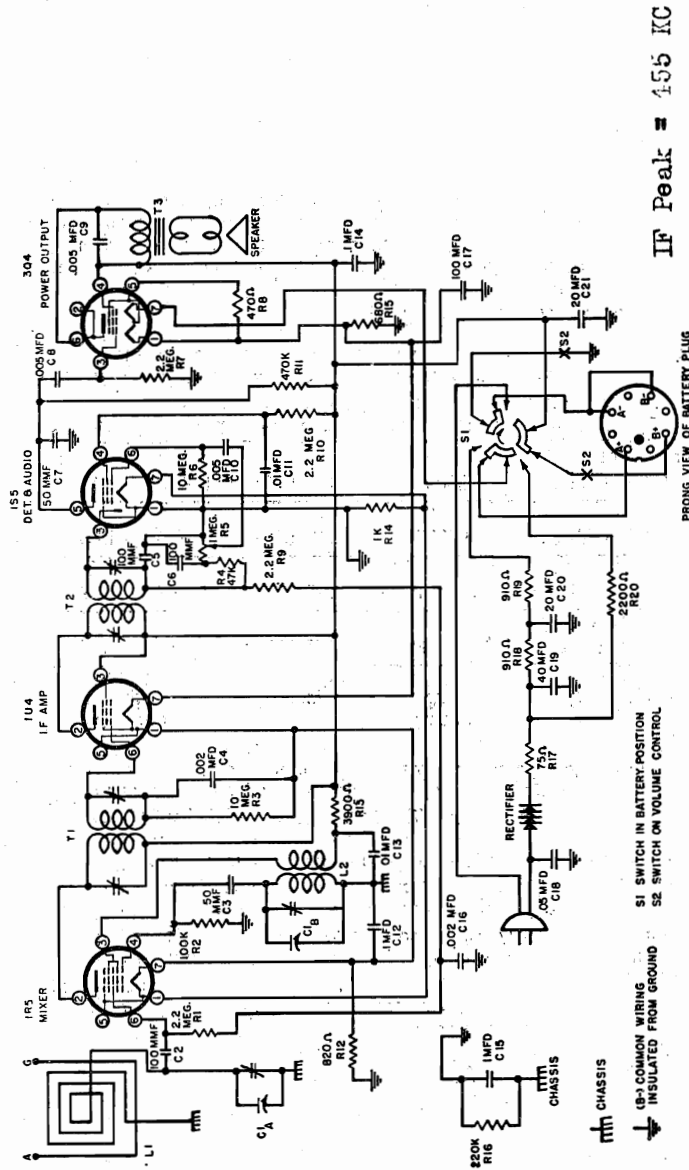 A
G
L1
C1A
1R5
MIXER
100 MMF
C2
2.2
MEG.
R1
100K
R2
50
MMF
C3
C1B
L2
820Ω
R12
.1MFD
C12
.01MFD
C13
3900Ω
R15
T1
10
MEG.
R3
.002
MFD
C4
1U4
I F AMP
T2
100
MMF
C5
C6
100
MMF
R4
47K
1 MEG.
R5
2.2 MEG.
R9
1S5
DET. & AUDIO
50 MMF
C7
10 MEG.
R6
.005
MFD
C10
.01MFD
C11
2.2 MEG
R10
1K
R14
.005 MFD
C8
2.2
MEG.
R7
470K
R11
3Q4
POWER OUTPUT
.005 MFD
C9
T3
SPEAKER
470Ω
R8
.1MFD
C14
680Ω
R15
100 MFD
C17
20 MFD
C21
.002 MFD
C16
220K
R16
.1MFD
C15
CHASSIS
.05 MFD
C18
RECTIFIER
75Ω
R17
910Ω
R18
40 MFD
C19
910Ω
R19
20 MFD
C20
2200Ω
R20
S1
S2
S2
A-
B-
A+
B+
PRONG VIEW OF BATTERY PLUG
CHASSIS
(B-) COMMON WIRING
INSULATED FROM GROUND
S1 SWITCH IN BATTERY POSITION
S2 SWITCH ON VOLUME CONTROL
IF Peak = 455 KC